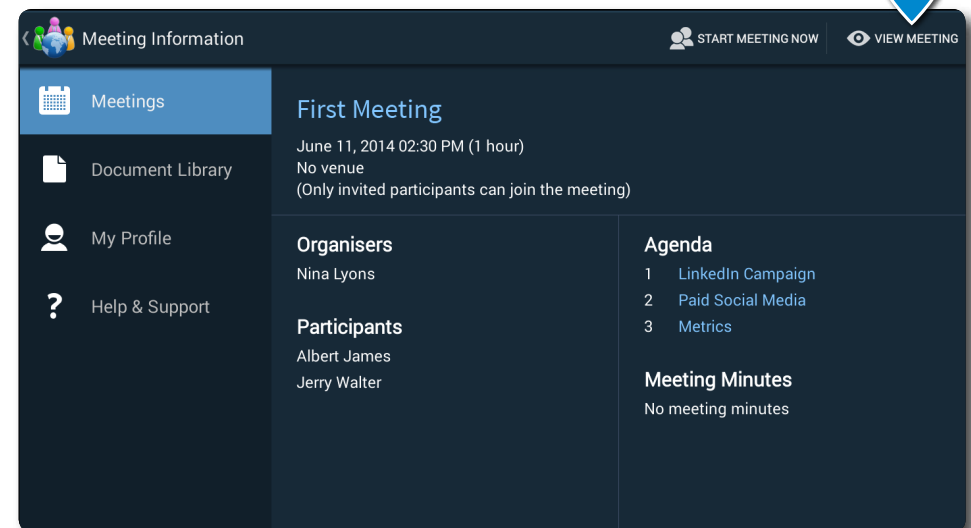 Meeting Information
START MEETING NOW
VIEW MEETING
Meetings
Document Library
My Profile
? Help & Support
First Meeting
June 11, 2014 02:30 PM (1 hour)
No venue
(Only invited participants can join the meeting)
Organisers
Nina Lyons
Participants
Albert James
Jerry Walter
Agenda
1 LinkedIn Campaign
2 Paid Social Media
3 Metrics
Meeting Minutes
No meeting minutes